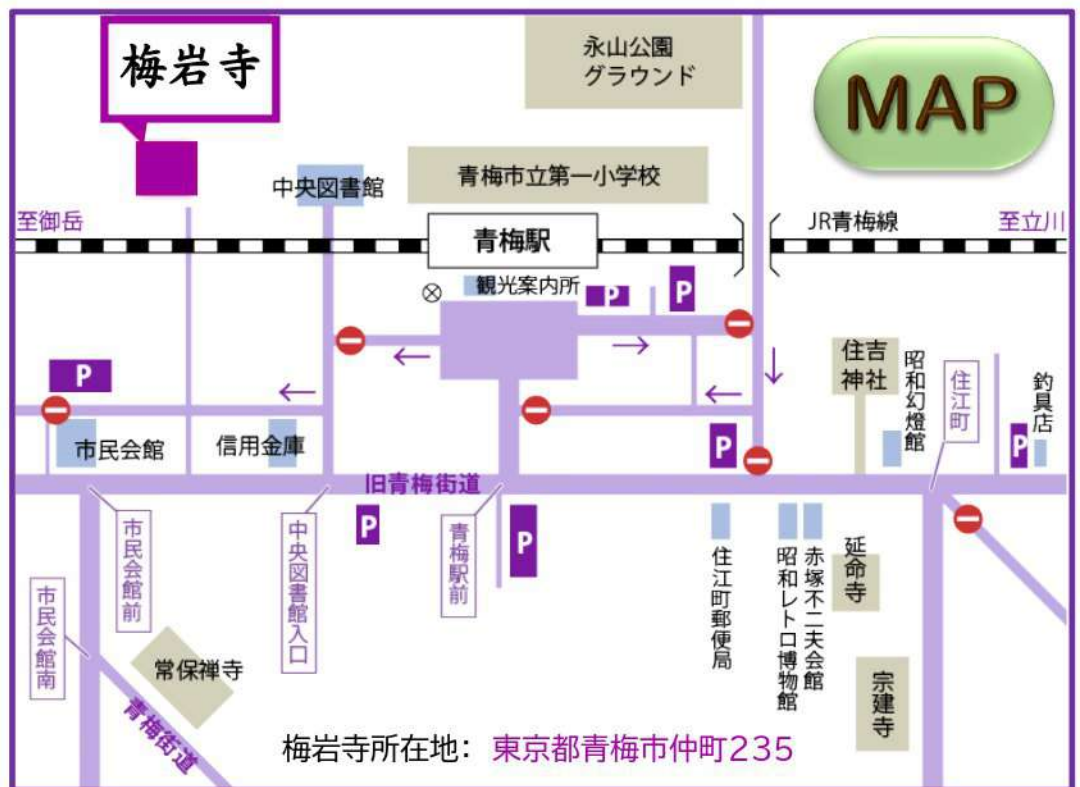 梅岩寺
永山公園
グラウンド
MAP
中央図書館
青梅市立第一小学校
至御岳
青梅駅
JR青梅線
至立川
観光案内所
P
P
P
住吉
神社
昭和幻燈館
住江町
釣具店
市民会館
信用金庫
P
P
旧青梅街道
市民会館前
中央図書館入口
P
青梅駅前
P
住江町郵便局
昭和レトロ博物館
赤塚不二夫会館
延命寺
市民会館南
常保禅寺
宗建寺
青梅街道
梅岩寺所在地: 東京都青梅市仲町235